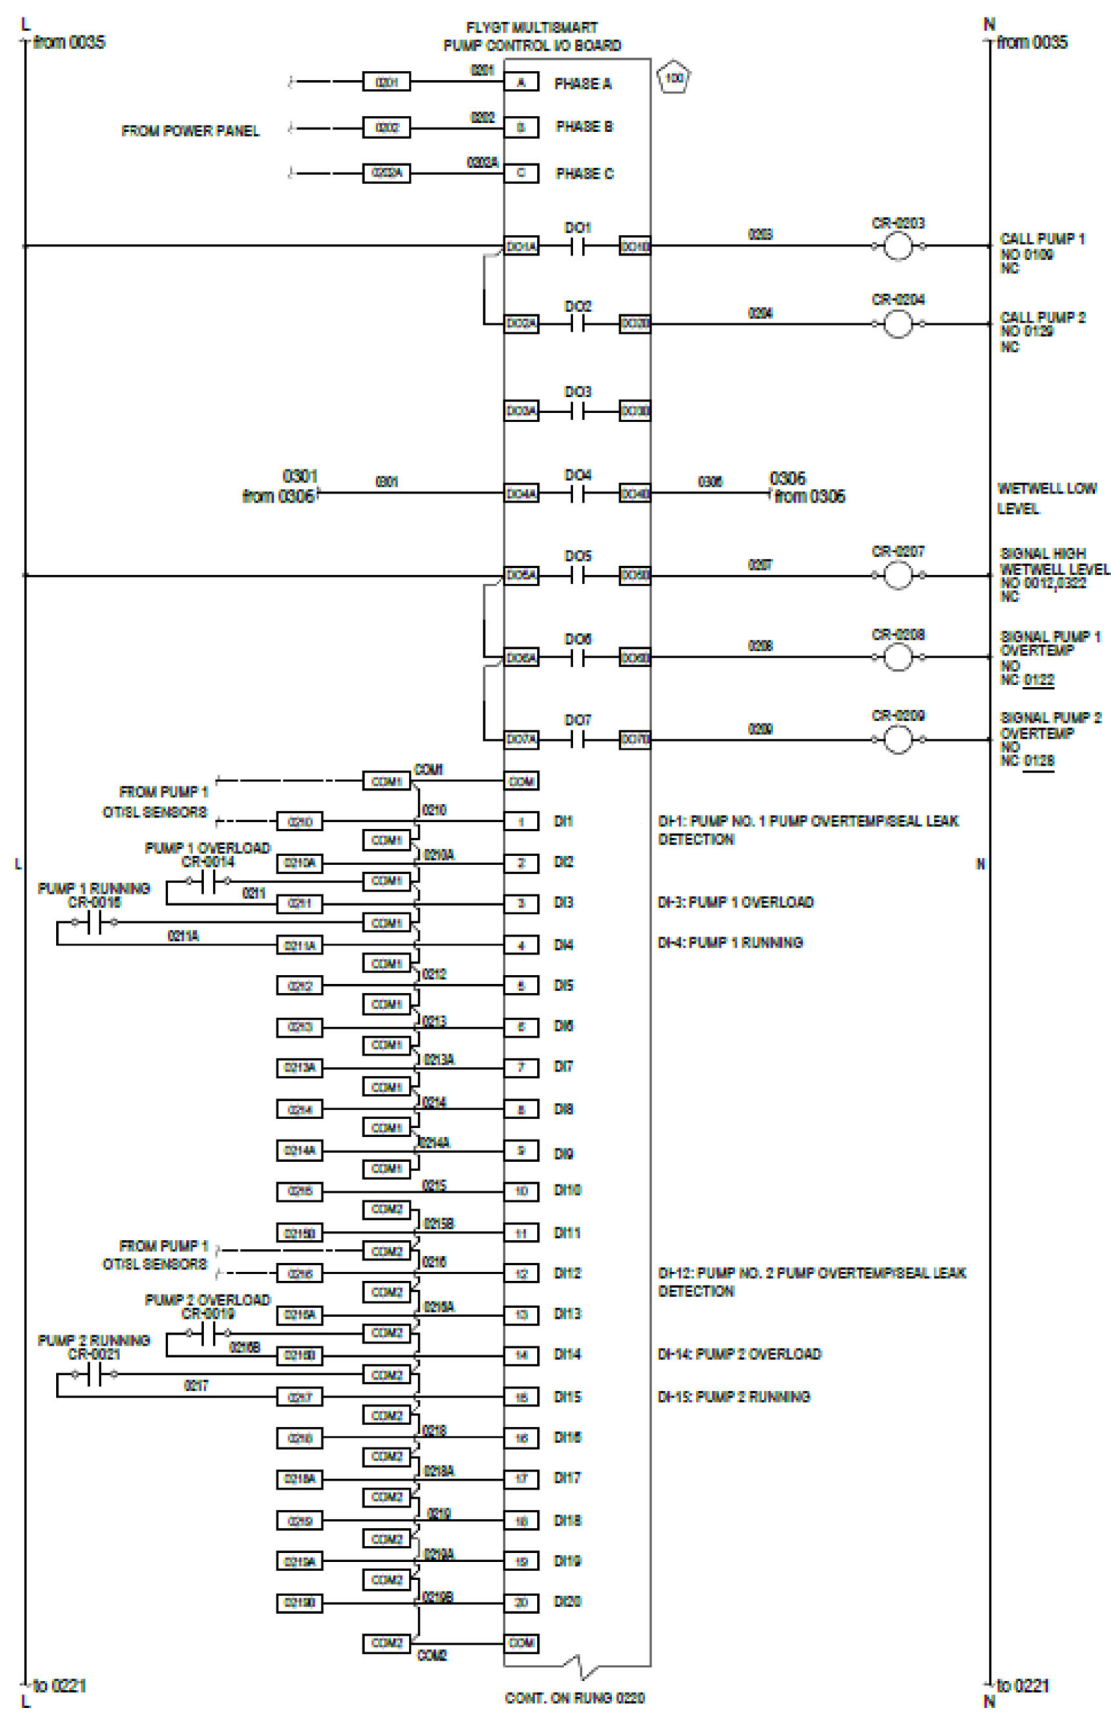 L
N
FLYGT MULTISMART
PUMP CONTROL I/O BOARD
from 0035
from 0035
0201
0201
A
PHASE A
100
FROM POWER PANEL
0202
0202
B
PHASE B
0202A
0202A
C
PHASE C
DO1A
DO1
DO1B
0203
CR-0203
CALL PUMP 1
NO 0109
NC
DO2A
DO2
DO2B
0204
CR-0204
CALL PUMP 2
NO 0129
NC
DO3A
DO3
DO3B
0301
from 0306
0301
DO4A
DO4
DO4B
0306
0306
from 0306
WETWELL LOW
LEVEL
DO5A
DO5
DO5B
0207
CR-0207
SIGNAL HIGH
WETWELL LEVEL
NO 0012,0322
NC
DO6A
DO6
DO6B
0208
CR-0208
SIGNAL PUMP 1
OVERTEMP
NO
NC 0122
DO7A
DO7
DO7B
0209
CR-0209
SIGNAL PUMP 2
OVERTEMP
NO
NC 0128
FROM PUMP 1
OT/SL SENSORS
COM1
COM1
COM
0210
0210
1
DI1
DI-1: PUMP NO. 1 PUMP OVERTEMP/SEAL LEAK
DETECTION
COM1
L
N
PUMP 1 OVERLOAD
CR-0014
0210A
0210A
2
DI2
COM1
0211
0211
3
DI3
DI-3: PUMP 1 OVERLOAD
PUMP 1 RUNNING
CR-0016
COM1
0211A
0211A
4
DI4
DI-4: PUMP 1 RUNNING
COM1
0212
0212
5
DI5
COM1
0213
0213
6
DI6
COM1
0213A
0213A
7
DI7
COM1
0214
0214
8
DI8
COM1
0214A
0214A
9
DI9
COM1
0215
0215
10
DI10
COM2
0215B
0215B
11
DI11
FROM PUMP 1
OT/SL SENSORS
COM2
0216
0216
12
DI12
DI-12: PUMP NO. 2 PUMP OVERTEMP/SEAL LEAK
DETECTION
COM2
PUMP 2 OVERLOAD
CR-0019
0216A
0216A
13
DI13
COM2
0216B
0216B
14
DI14
DI-14: PUMP 2 OVERLOAD
PUMP 2 RUNNING
CR-0021
COM2
0217
0217
15
DI15
DI-15: PUMP 2 RUNNING
COM2
0218
0218
16
DI16
COM2
0218A
0218A
17
DI17
COM2
0219
0219
18
DI18
COM2
0219A
0219A
19
DI19
COM2
0219B
0219B
20
DI20
COM2
COM2
COM
to 0221
L
CONT. ON RUNG 0220
to 0221
N